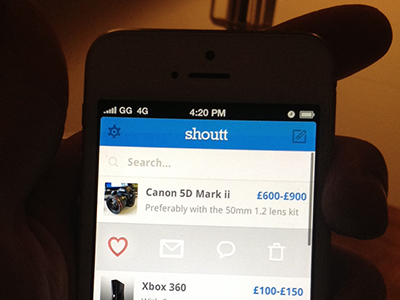 GG 4G 4:20 PM
shoutt
Search...
Canon 5D Mark ii £600-£900
Preferably with the 50mm 1.2 lens kit
Xbox 360 £100-£150